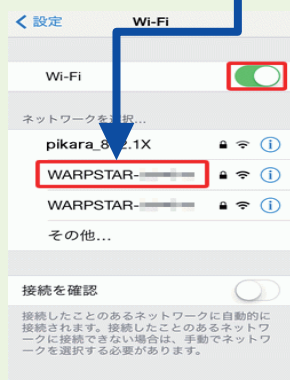 設定
Wi-Fi
Wi-Fi
ネットワークを選択...
WARPSTAR-
WARPSTAR-
その他...
接続を確認
接続したことのあるネットワークに自動的に
接続されます。接続したことのあるネットワ
ークに接続できない場合は、手動でネットワ
ークを選択する必要があります。